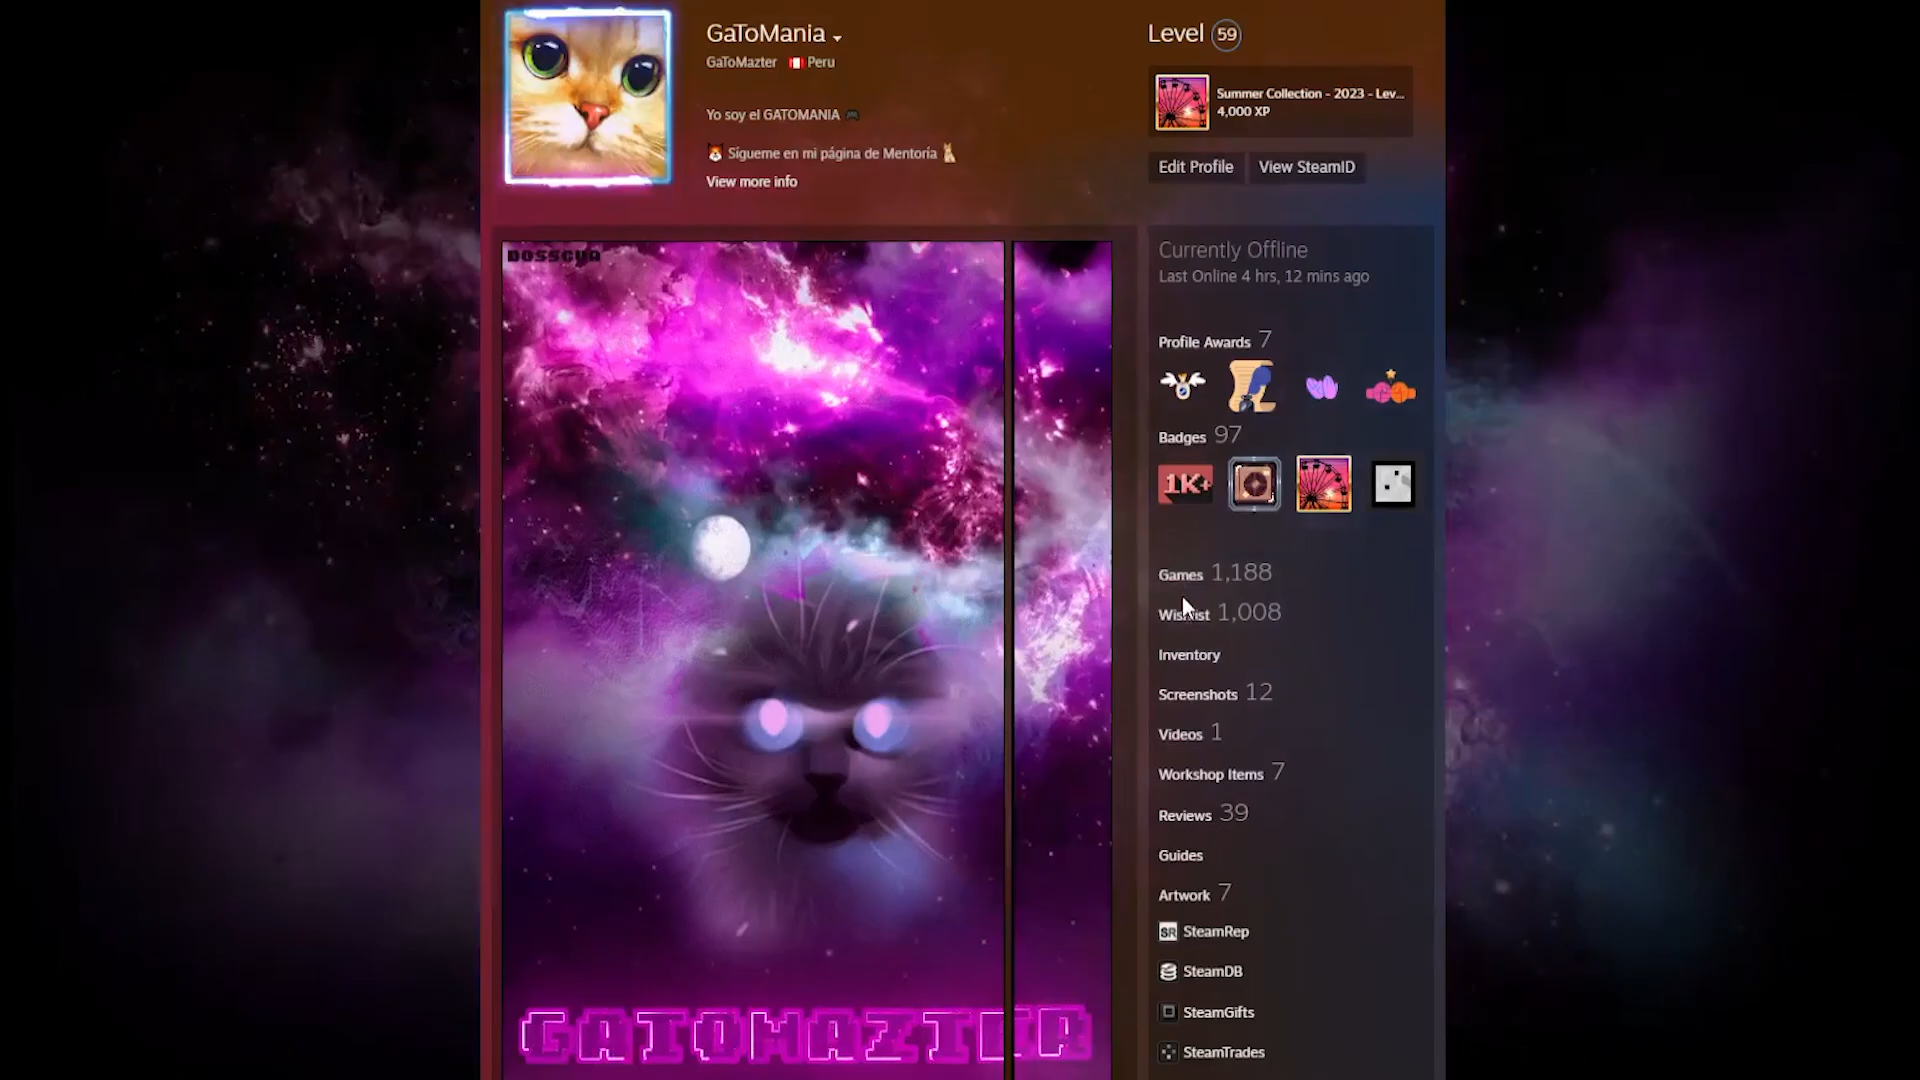 GaToMania
GaToMazter Peru
Yo soy el GATOMANIA
Sígueme en mi página de Mentoría
View more info
Level 59
Summer Collection - 2023 - Lev...
4,000 XP
Edit Profile View SteamID
DOSSCUA
GATOMAZTER
Currently Offline
Last Online 4 hrs, 12 mins ago
Profile Awards 7
Badges 97
1K+
Games 1,188
Wishlist 1,008
Inventory
Screenshots 12
Videos 1
Workshop Items 7
Reviews 39
Guides
Artwork 7
SR SteamRep
SteamDB
SteamGifts
SteamTrades